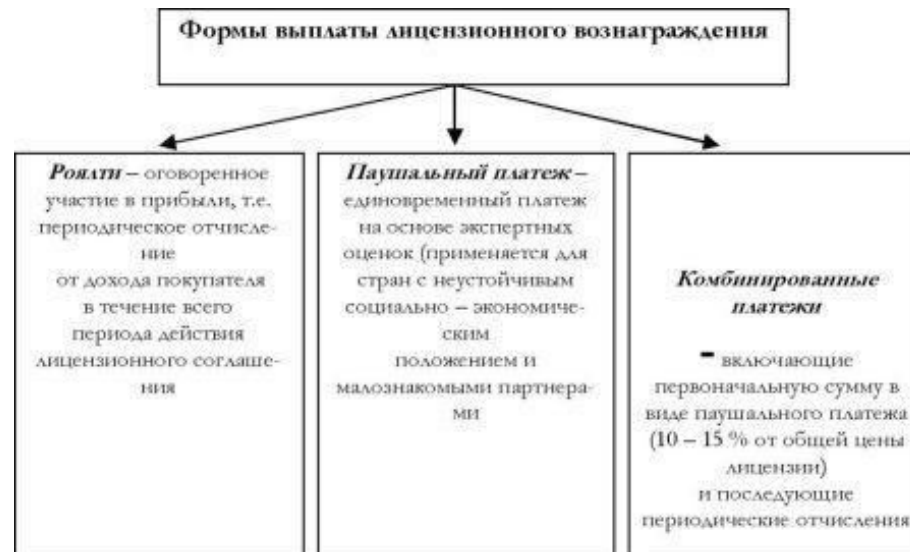 Формы выплаты лицензионного вознаграждения
Роялти – оговоренное
участие в прибыли, т.е.
периодическое отчисле-
ние
от дохода покупателя
в течение всего
периода действия
лицензионного соглаше-
ния
Паушальный платеж –
единовременный платеж
на основе экспертных
оценок (применяется для
стран с неустойчивым
социально – экономиче-
ским
положением и
малознакомыми партнера-
ми
Комбинированные
платежи
- включающие
первоначальную сумму в
виде паушального платежа
(10 – 15 % от общей цены
лицензии)
и последующие
периодические отчисления